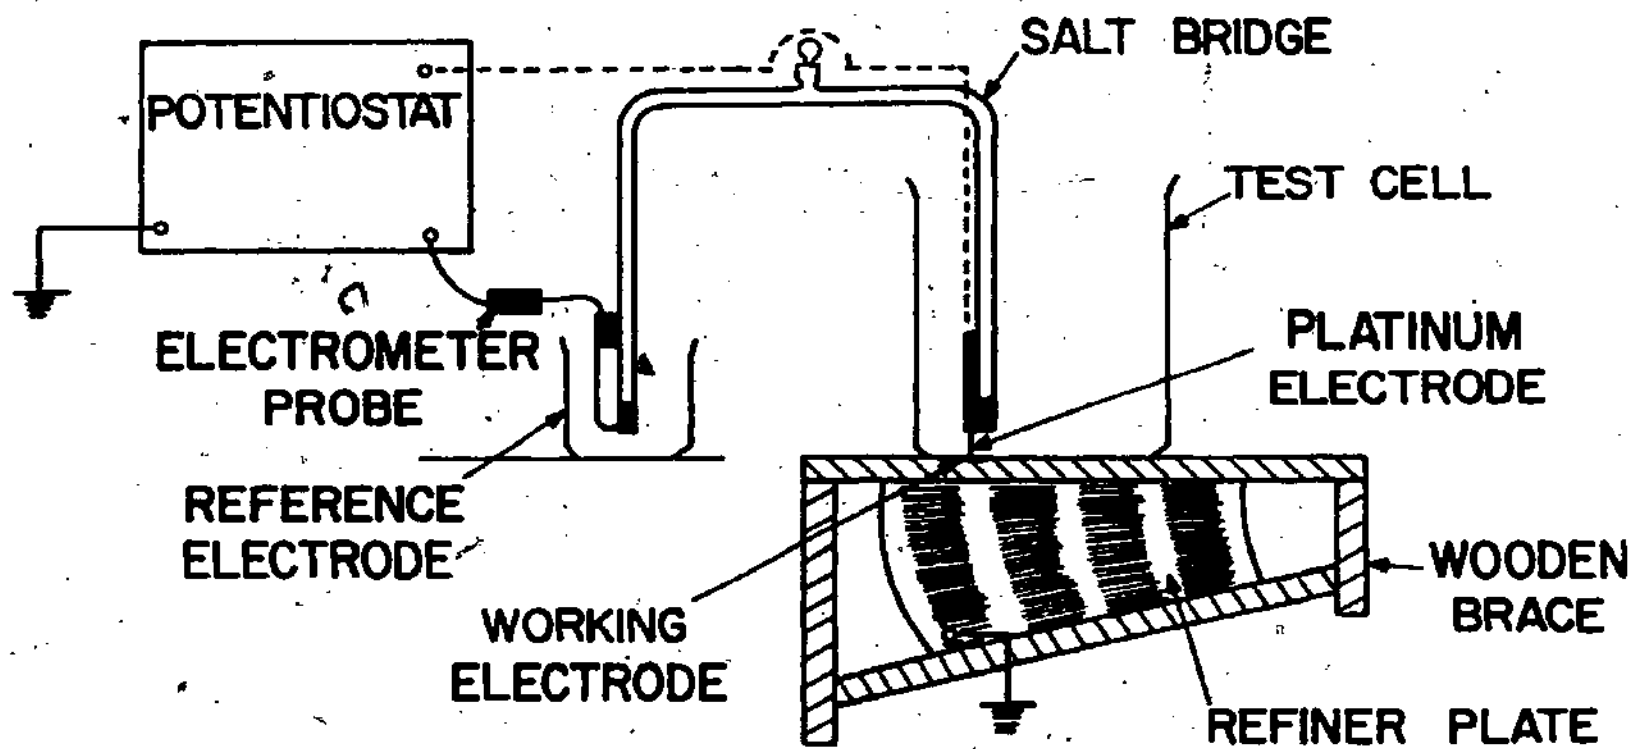 SALT BRIDGE
POTENTIOSTAT
TEST CELL
PLATINUM
ELECTRODE
ELECTROMETER
PROBE
REFERENCE
ELECTRODE
WORKING
ELECTRODE
WOODEN
BRACE
REFINER PLATE